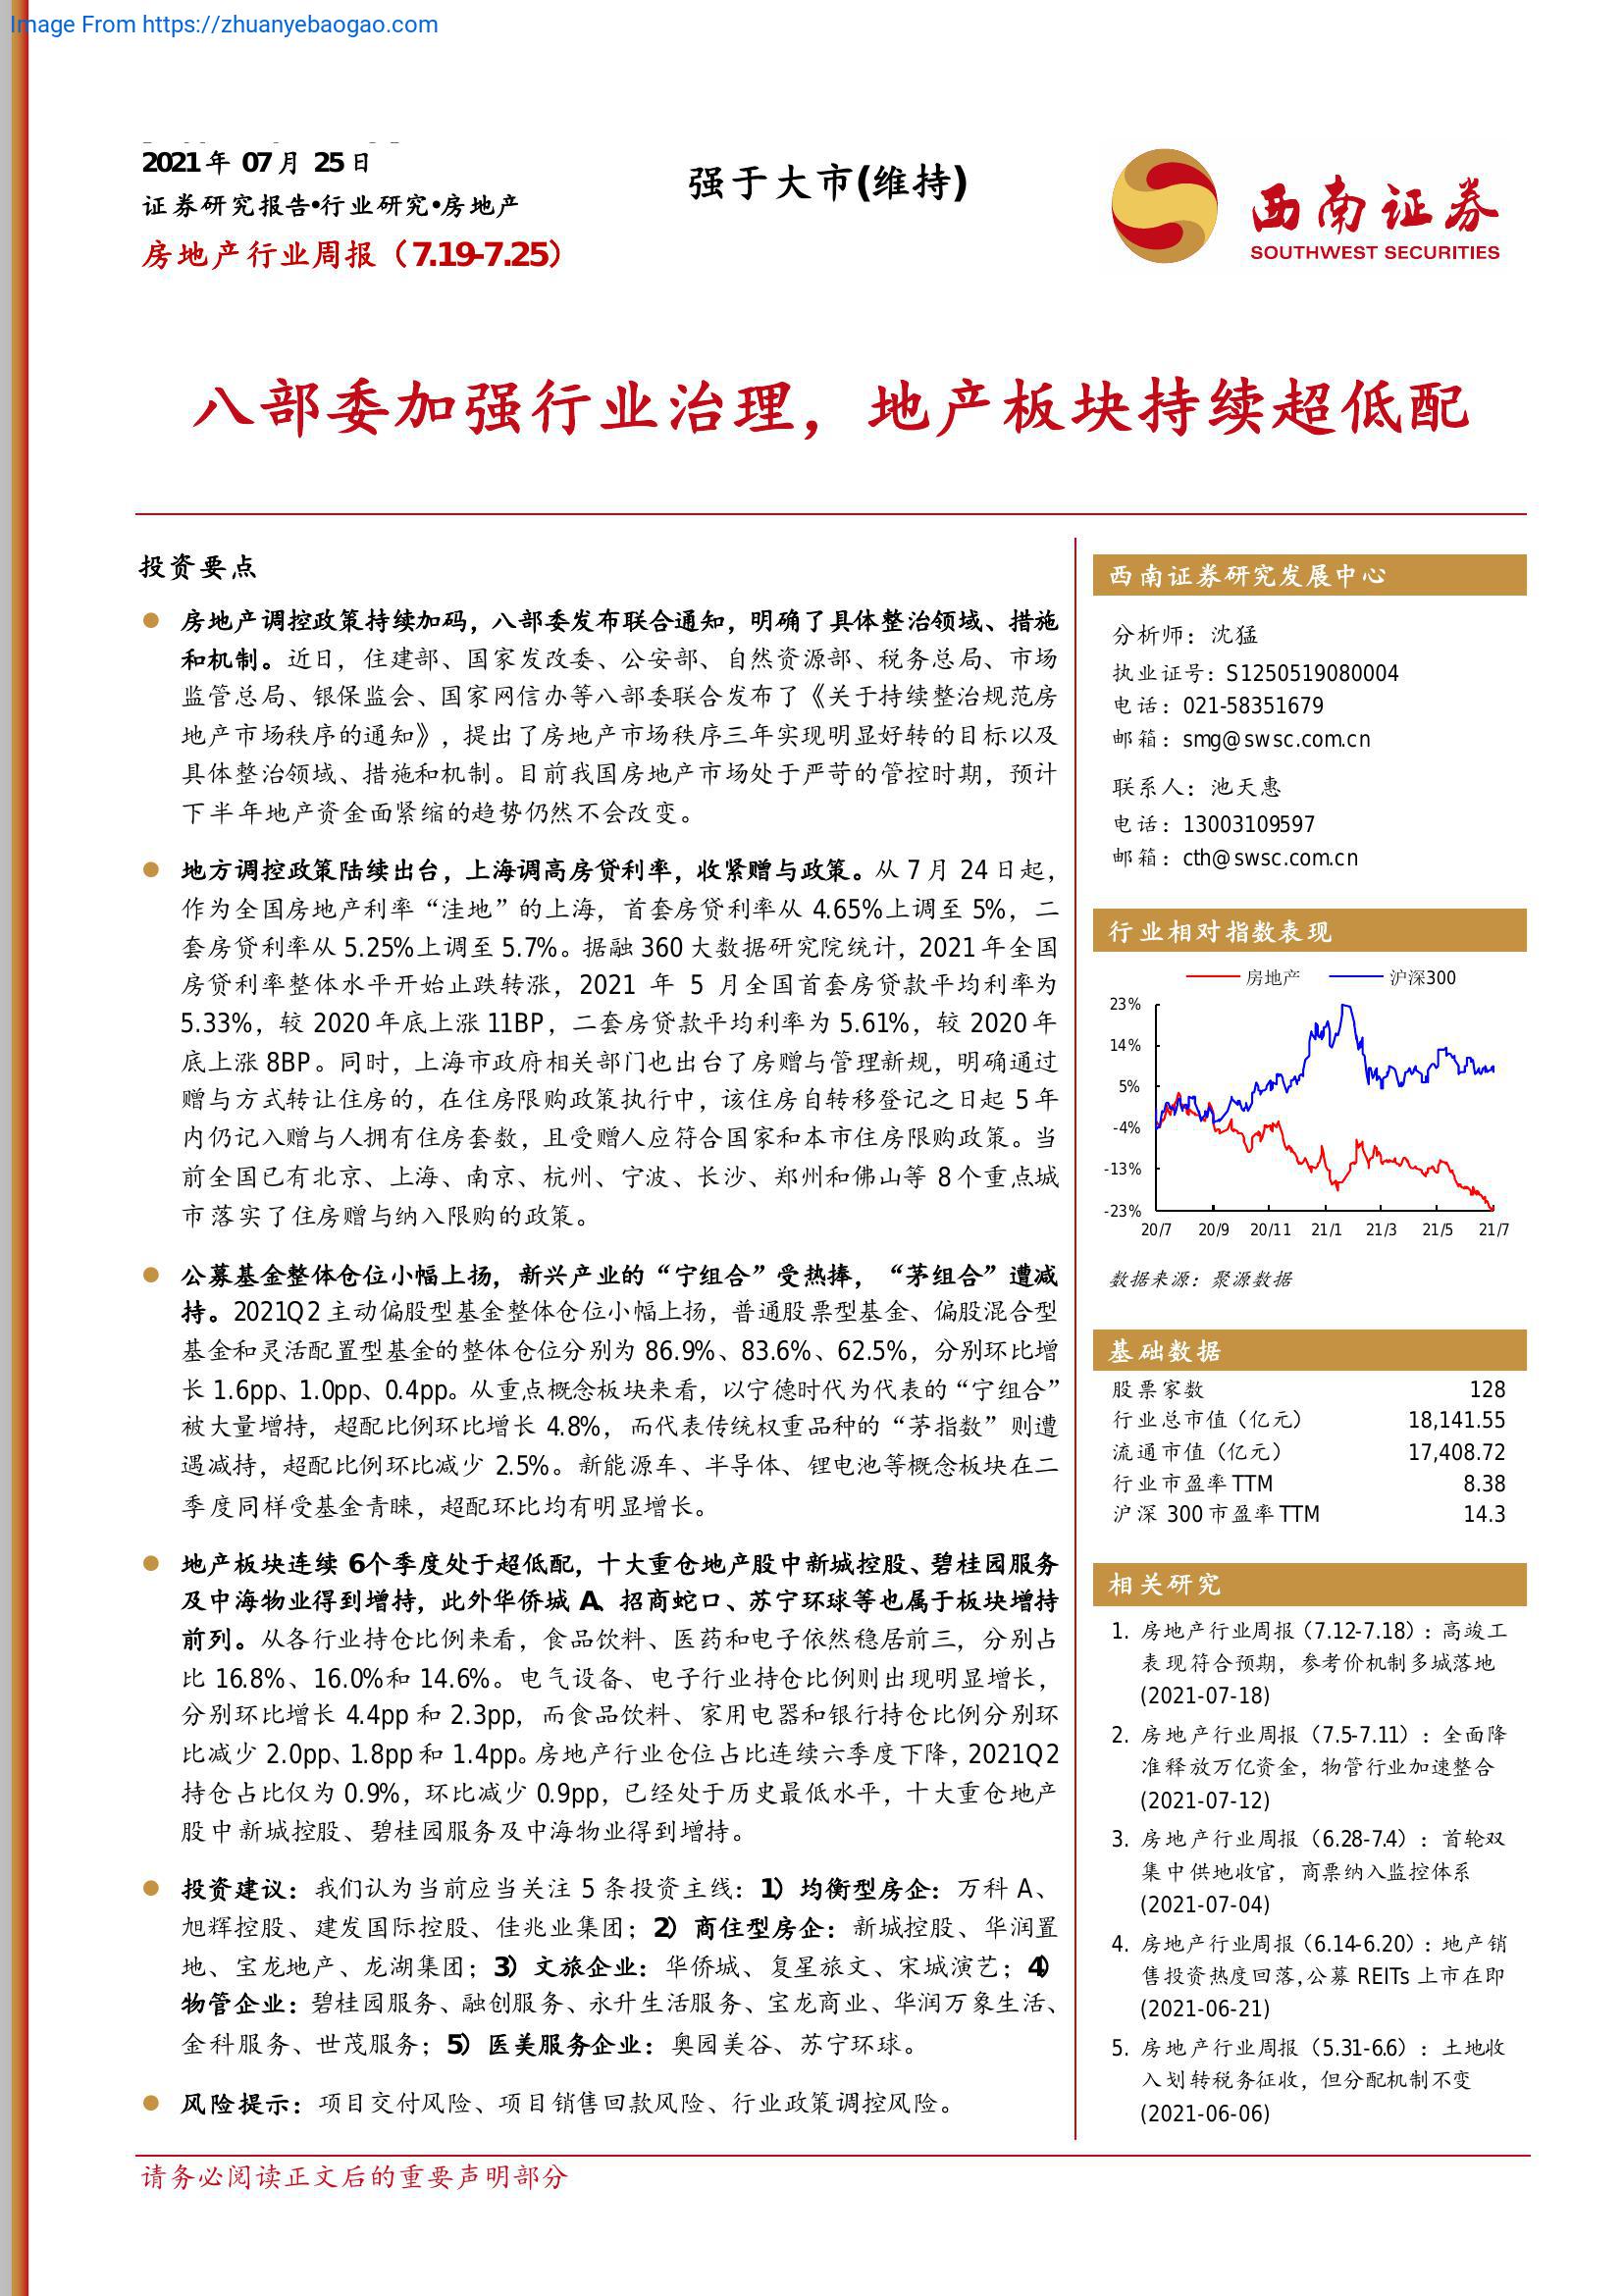 Image From https://zhuanyebaogao.com
2021年 07月 25日
证券研究报告•行业研究•房地产
房地产行业周报（7.19-7.25）
强于大市(维持)
西南证券
SOUTHWEST SECURITIES
八部委加强行业治理，地产板块持续超低配
投资要点
房地产调控政策持续加码，八部委发布联合通知，明确了具体整治领域、措施
和机制。近日，住建部、国家发改委、公安部、自然资源部、税务总局、市场
监管总局、银保监会、国家网信办等八部委联合发布了《关于持续整治规范房
地产市场秩序的通知》，提出了房地产市场秩序三年实现明显好转的目标以及
具体整治领域、措施和机制。目前我国房地产市场处于严苛的管控时期，预计
下半年地产资金面紧缩的趋势仍然不会改变。
地方调控政策陆续出台，上海调高房贷利率，收紧赠与政策。从 7月 24日起，
作为全国房地产利率“洼地”的上海，首套房贷利率从 4.65%上调至 5%，二
套房贷利率从 5.25%上调至 5.7%。据融 360大数据研究院统计，2021年全国
房贷利率整体水平开始止跌转涨，2021 年 5 月全国首套房贷款平均利率为
5.33%，较 2020年底上涨 11BP，二套房贷款平均利率为 5.61%，较 2020年
底上涨 8BP。同时，上海市政府相关部门也出台了房赠与管理新规，明确通过
赠与方式转让住房的，在住房限购政策执行中，该住房自转移登记之日起 5年
内仍记入赠与人拥有住房套数，且受赠人应符合国家和本市住房限购政策。当
前全国已有北京、上海、南京、杭州、宁波、长沙、郑州和佛山等 8个重点城
市落实了住房赠与纳入限购的政策。
公募基金整体仓位小幅上扬，新兴产业的“宁组合”受热捧，“茅组合”遭减
持。2021Q2主动偏股型基金整体仓位小幅上扬，普通股票型基金、偏股混合型
基金和灵活配置型基金的整体仓位分别为 86.9%、83.6%、62.5%，分别环比增
长 1.6pp、1.0pp、0.4pp。从重点概念板块来看，以宁德时代为代表的“宁组合”
被大量增持，超配比例环比增长 4.8%，而代表传统权重品种的“茅指数”则遭
遇减持，超配比例环比减少 2.5%。新能源车、半导体、锂电池等概念板块在二
季度同样受基金青睐，超配环比均有明显增长。
地产板块连续 6个季度处于超低配，十大重仓地产股中新城控股、碧桂园服务
及中海物业得到增持，此外华侨城 A、招商蛇口、苏宁环球等也属于板块增持
前列。从各行业持仓比例来看，食品饮料、医药和电子依然稳居前三，分别占
比 16.8%、16.0%和 14.6%。电气设备、电子行业持仓比例则出现明显增长，
分别环比增长 4.4pp和 2.3pp，而食品饮料、家用电器和银行持仓比例分别环
比减少 2.0pp、1.8pp和 1.4pp。房地产行业仓位占比连续六季度下降，2021Q2
持仓占比仅为 0.9%，环比减少 0.9pp，已经处于历史最低水平，十大重仓地产
股中新城控股、碧桂园服务及中海物业得到增持。
投资建议：我们认为当前应当关注 5 条投资主线：1）均衡型房企：万科 A、
旭辉控股、建发国际控股、佳兆业集团；2）商住型房企：新城控股、华润置
地、宝龙地产、龙湖集团；3）文旅企业：华侨城、复星旅文、宋城演艺；4）
物管企业：碧桂园服务、融创服务、永升生活服务、宝龙商业、华润万象生活、
金科服务、世茂服务；5）医美服务企业：奥园美谷、苏宁环球。
风险提示：项目交付风险、项目销售回款风险、行业政策调控风险。
西南证券研究发展中心
分析师：沈猛
执业证号：S1250519080004
电话：021-58351679
邮箱：smg@swsc.com.cn
联系人：池天惠
电话：13003109597
邮箱：cth@swsc.com.cn
行业相对指数表现
房地产 沪深300
23%
14%
5%
-4%
-13%
-23%
20/7 20/9 20/11 21/1 21/3 21/5 21/7
数据来源：聚源数据
基础数据
股票家数 128
行业总市值（亿元） 18,141.55
流通市值（亿元） 17,408.72
行业市盈率TTM 8.38
沪深 300市盈率TTM 14.3
相关研究
1. 房地产行业周报（7.12-7.18）：高竣工
表现符合预期，参考价机制多城落地
(2021-07-18)
2. 房地产行业周报（7.5-7.11）：全面降
准释放万亿资金，物管行业加速整合
(2021-07-12)
3. 房地产行业周报（6.28-7.4）：首轮双
集中供地收官，商票纳入监控体系
(2021-07-04)
4. 房地产行业周报（6.14-6.20）：地产销
售投资热度回落,公募 REITs 上市在即
(2021-06-21)
5. 房地产行业周报（5.31-6.6）：土地收
入划转税务征收，但分配机制不变
(2021-06-06)
请务必阅读正文后的重要声明部分